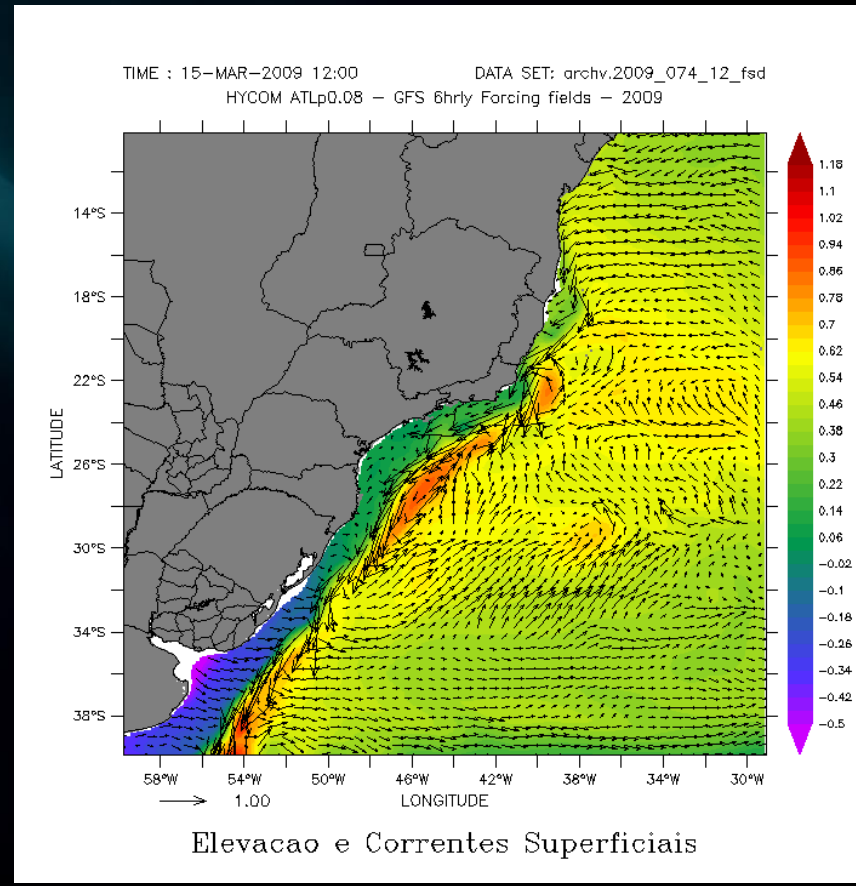 TIME : 15-MAR-2009 12:00 DATA SET: archv.2009_074_12_fsd
HYCOM ATLp0.08 - GFS 6hrly Forcing fields - 2009
LATITUDE
14°S
18°S
22°S
26°S
30°S
34°S
38°S
58°W 54°W 50°W 46°W 42°W 38°W 34°W 30°W
1.00 LONGITUDE
1.18
1.1
1.02
0.94
0.86
0.78
0.7
0.62
0.54
0.46
0.38
0.3
0.22
0.14
0.06
-0.02
-0.1
-0.18
-0.26
-0.34
-0.42
-0.5
Elevacao e Correntes Superficiais